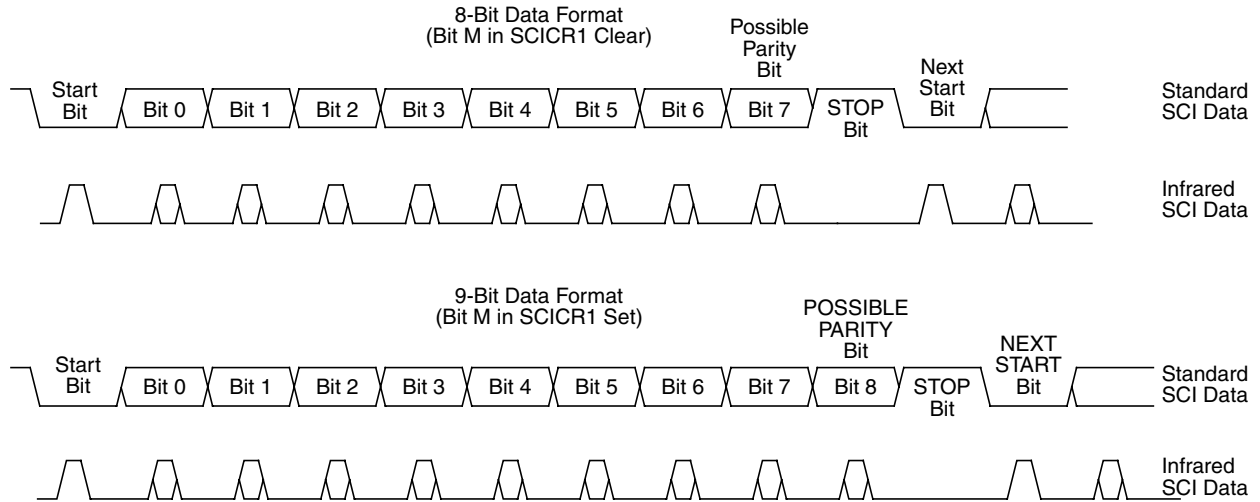 8-Bit Data Format
(Bit M in SCICR1 Clear)
Possible
Parity
Bit
Start
Bit
Next
Start
Bit
Standard
SCI Data
Bit 0 Bit 1 Bit 2 Bit 3 Bit 4 Bit 5 Bit 6 Bit 7
STOP
Bit
Infrared
SCI Data
9-Bit Data Format
(Bit M in SCICR1 Set)
POSSIBLE
PARITY
Bit
Start
Bit
NEXT
START
Bit
Standard
SCI Data
Bit 0 Bit 1 Bit 2 Bit 3 Bit 4 Bit 5 Bit 6 Bit 7 Bit 8
STOP
Bit
Infrared
SCI Data